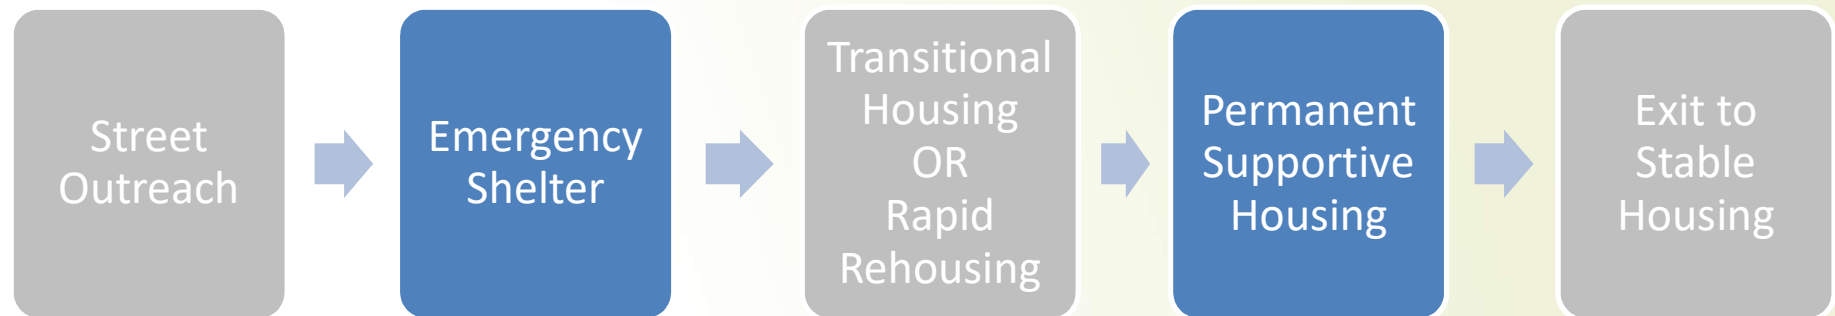 Street
Outreach
Emergency
Shelter
Transitional
Housing
OR
Rapid
Rehousing
Permanent
Supportive
Housing
Exit to
Stable
Housing